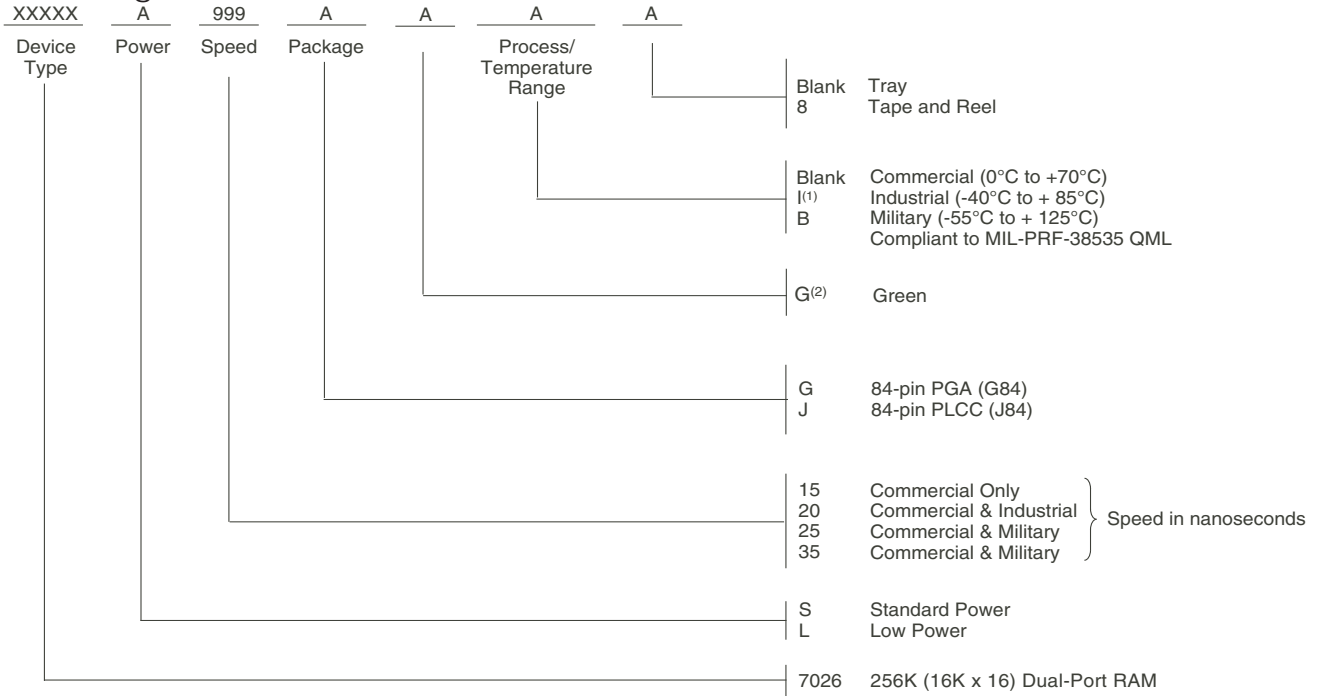 XXXXX A 999 A A A A
Device Type
Power
Speed
Package
Process/
Temperature
Range
Blank Tray
8 Tape and Reel
Blank Commercial (0°C to +70°C)
I(1) Industrial (-40°C to + 85°C)
B Military (-55°C to + 125°C)
Compliant to MIL-PRF-38535 QML
G(2) Green
G 84-pin PGA (G84)
J 84-pin PLCC (J84)
15 Commercial Only
20 Commercial & Industrial
25 Commercial & Military
35 Commercial & Military
Speed in nanoseconds
S Standard Power
L Low Power
7026 256K (16K x 16) Dual-Port RAM